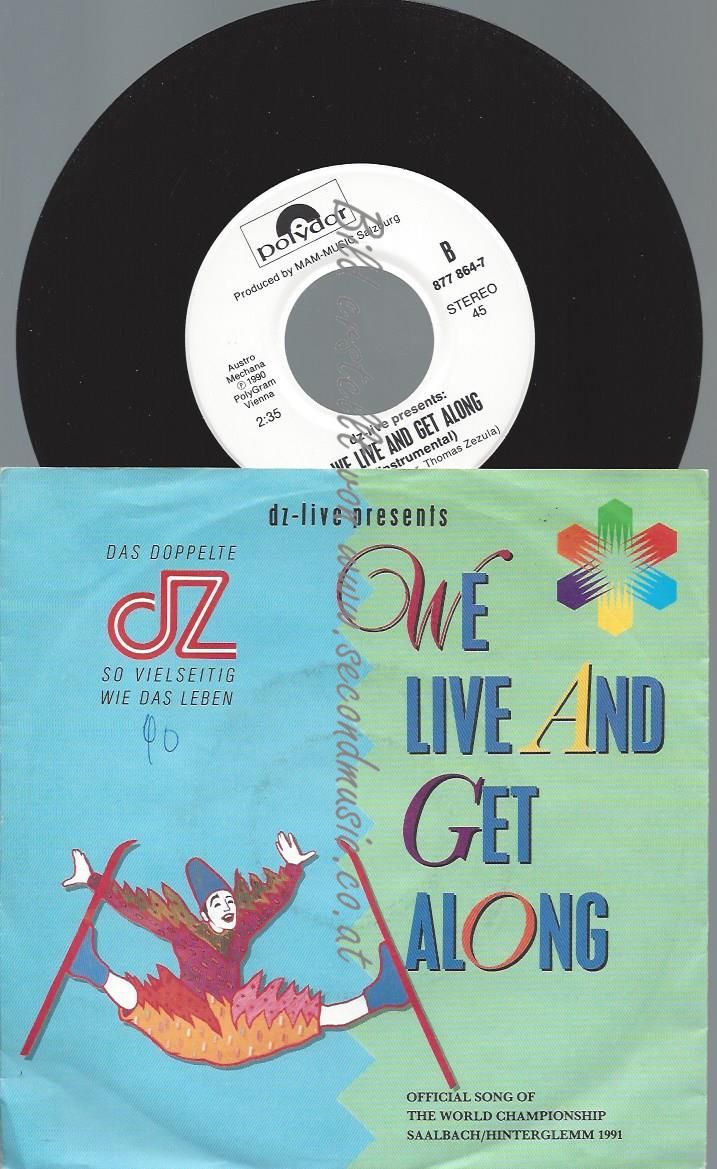 polydor
Produced by MAM-MUSIC Salzburg
B
877 864-7
STEREO
45
Austro
Mechana
Ⓟ 1990
PolyGram
Vienna
2:35
dz-live presents:
WE LIVE AND GET ALONG
(Instrumental)
Thomas Zezula)
Bild erstellt von www.secondmusic.co.at
dz-live presents
DAS DOPPELTE
dZ
SO VIELSEITIG
WIE DAS LEBEN
90
WE
LIVE AND
GET
ALONG
OFFICIAL SONG OF
THE WORLD CHAMPIONSHIP
SAALBACH/HINTERGLEMM 1991